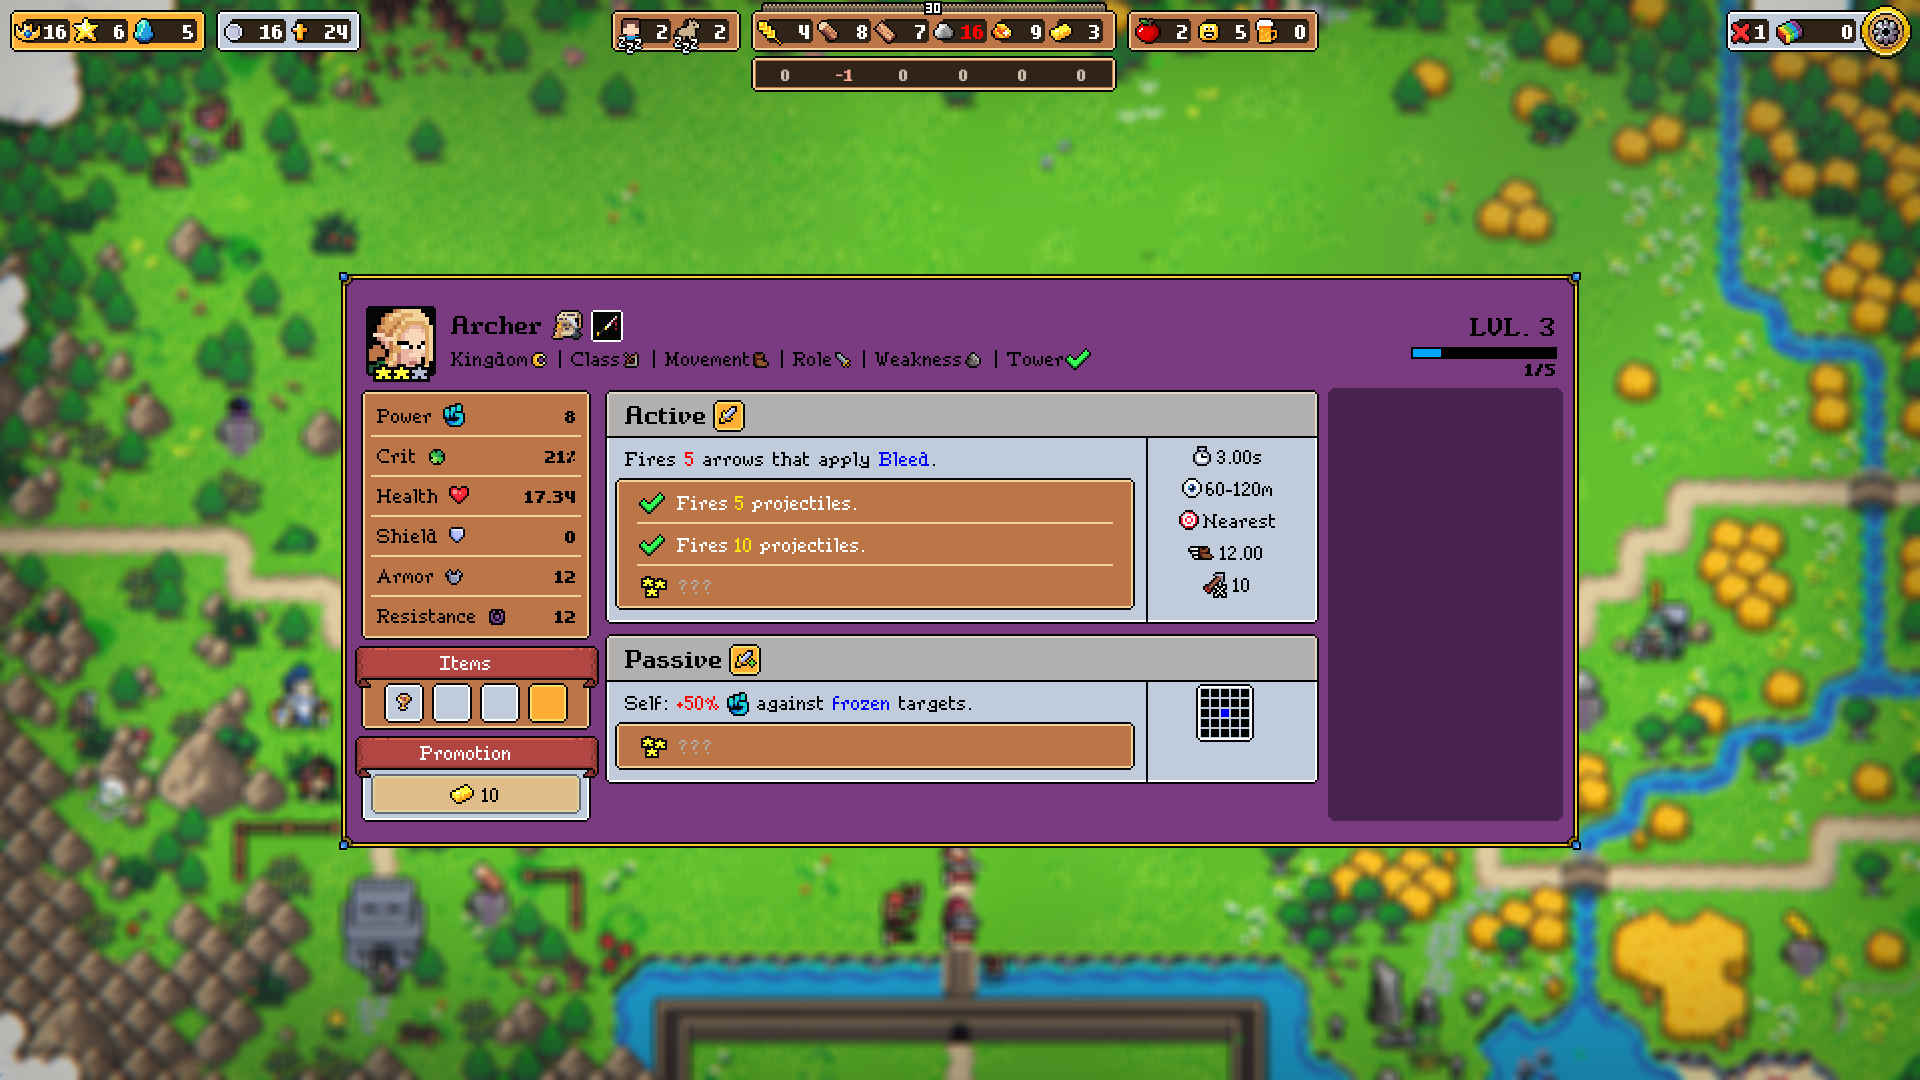 16 6 5 16 24
2 2
30
4 8 7 16 9 3
2 5 0
1 0
0 -1 0 0 0 0
Archer
LVL. 3
Kingdom | Class | Movement | Role | Weakness | Tower
1/5
Power 8
Crit 21%
Health 17.34
Shield 0
Armor 12
Resistance 12
Items
Promotion
10
Active
Fires 5 arrows that apply Bleed.
Fires 5 projectiles.
Fires 10 projectiles.
???
3.00s
60-120m
Nearest
12.00
10
Passive
Self: +50% against frozen targets.
???